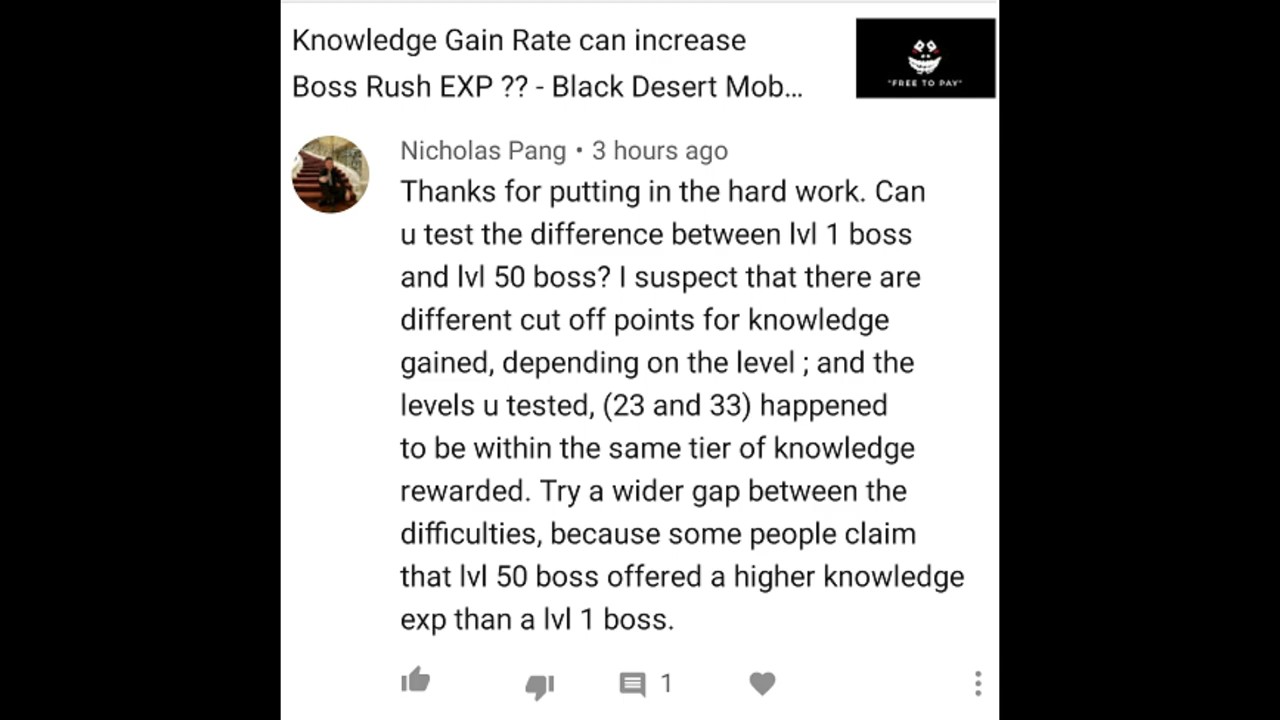 Knowledge Gain Rate can increase
Boss Rush EXP ?? - Black Desert Mob...
"FREE TO PAY"
Nicholas Pang • 3 hours ago
Thanks for putting in the hard work. Can
u test the difference between lvl 1 boss
and lvl 50 boss? I suspect that there are
different cut off points for knowledge
gained, depending on the level ; and the
levels u tested, (23 and 33) happened
to be within the same tier of knowledge
rewarded. Try a wider gap between the
difficulties, because some people claim
that lvl 50 boss offered a higher knowledge
exp than a lvl 1 boss.
1